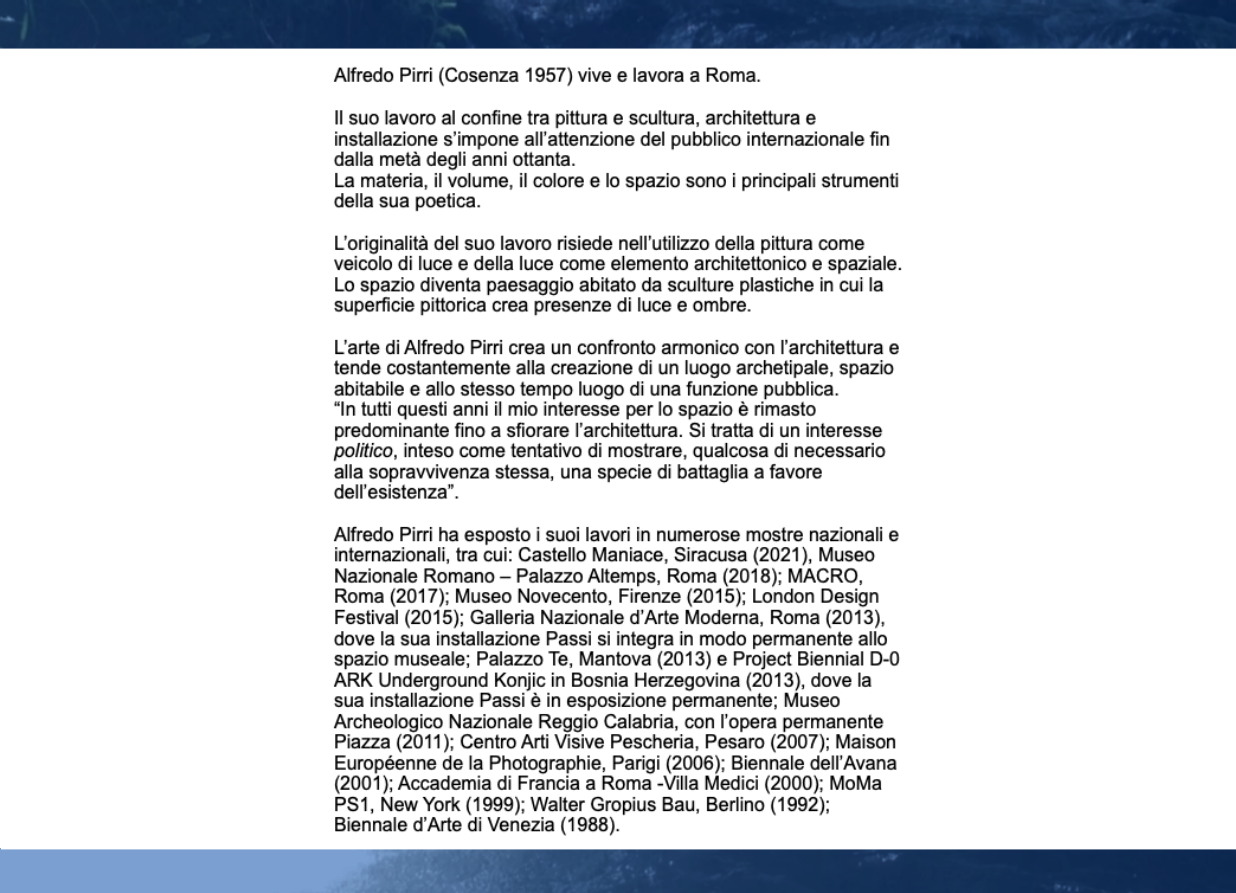 Alfredo Pirri (Cosenza 1957) vive e lavora a Roma.
Il suo lavoro al confine tra pittura e scultura, architettura e
installazione s’impone all’attenzione del pubblico internazionale fin
dalla metà degli anni ottanta.
La materia, il volume, il colore e lo spazio sono i principali strumenti
della sua poetica.
L’originalità del suo lavoro risiede nell’utilizzo della pittura come
veicolo di luce e della luce come elemento architettonico e spaziale.
Lo spazio diventa paesaggio abitato da sculture plastiche in cui la
superficie pittorica crea presenze di luce e ombre.
L’arte di Alfredo Pirri crea un confronto armonico con l’architettura e
tende costantemente alla creazione di un luogo archetipale, spazio
abitabile e allo stesso tempo luogo di una funzione pubblica.
“In tutti questi anni il mio interesse per lo spazio è rimasto
predominante fino a sfiorare l’architettura. Si tratta di un interesse
politico, inteso come tentativo di mostrare, qualcosa di necessario
alla sopravvivenza stessa, una specie di battaglia a favore
dell’esistenza”.
Alfredo Pirri ha esposto i suoi lavori in numerose mostre nazionali e
internazionali, tra cui: Castello Maniace, Siracusa (2021), Museo
Nazionale Romano – Palazzo Altemps, Roma (2018); MACRO,
Roma (2017); Museo Novecento, Firenze (2015); London Design
Festival (2015); Galleria Nazionale d’Arte Moderna, Roma (2013),
dove la sua installazione Passi si integra in modo permanente allo
spazio museale; Palazzo Te, Mantova (2013) e Project Biennial D-0
ARK Underground Konjic in Bosnia Herzegovina (2013), dove la
sua installazione Passi è in esposizione permanente; Museo
Archeologico Nazionale Reggio Calabria, con l’opera permanente
Piazza (2011); Centro Arti Visive Pescheria, Pesaro (2007); Maison
Européenne de la Photographie, Parigi (2006); Biennale dell’Avana
(2001); Accademia di Francia a Roma -Villa Medici (2000); MoMa
PS1, New York (1999); Walter Gropius Bau, Berlino (1992);
Biennale d’Arte di Venezia (1988).